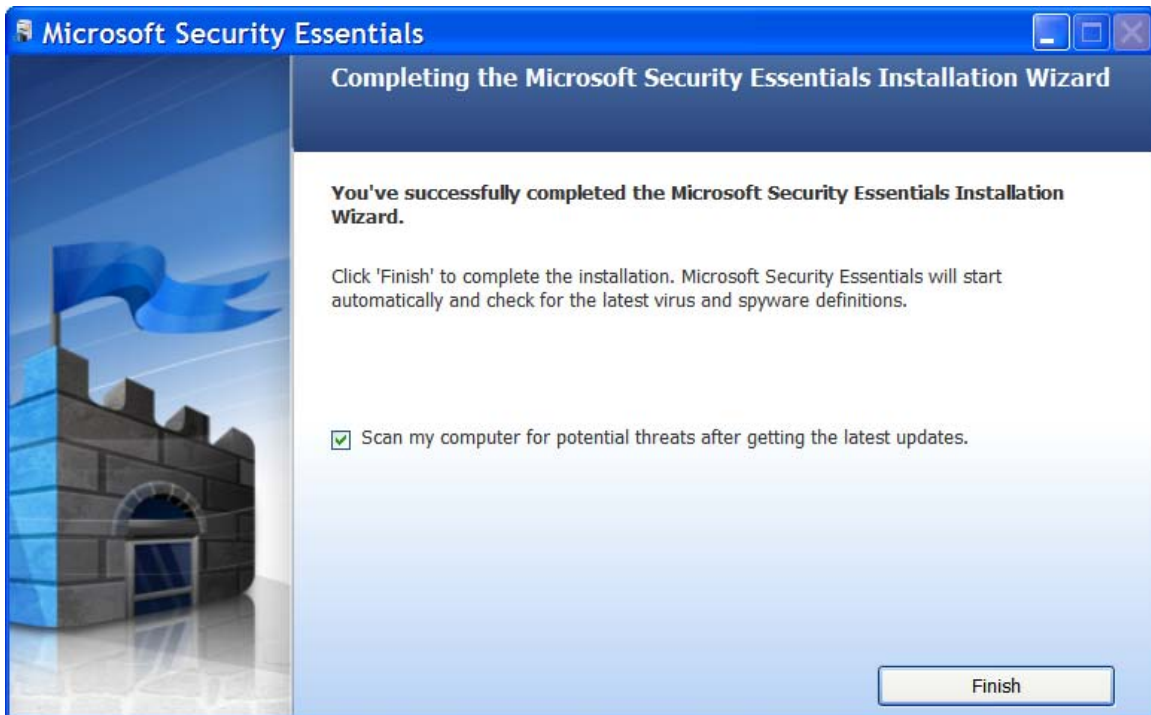 Microsoft Security Essentials
Completing the Microsoft Security Essentials Installation Wizard
You've successfully completed the Microsoft Security Essentials Installation
Wizard.
Click 'Finish' to complete the installation. Microsoft Security Essentials will start
automatically and check for the latest virus and spyware definitions.
Scan my computer for potential threats after getting the latest updates.
Finish